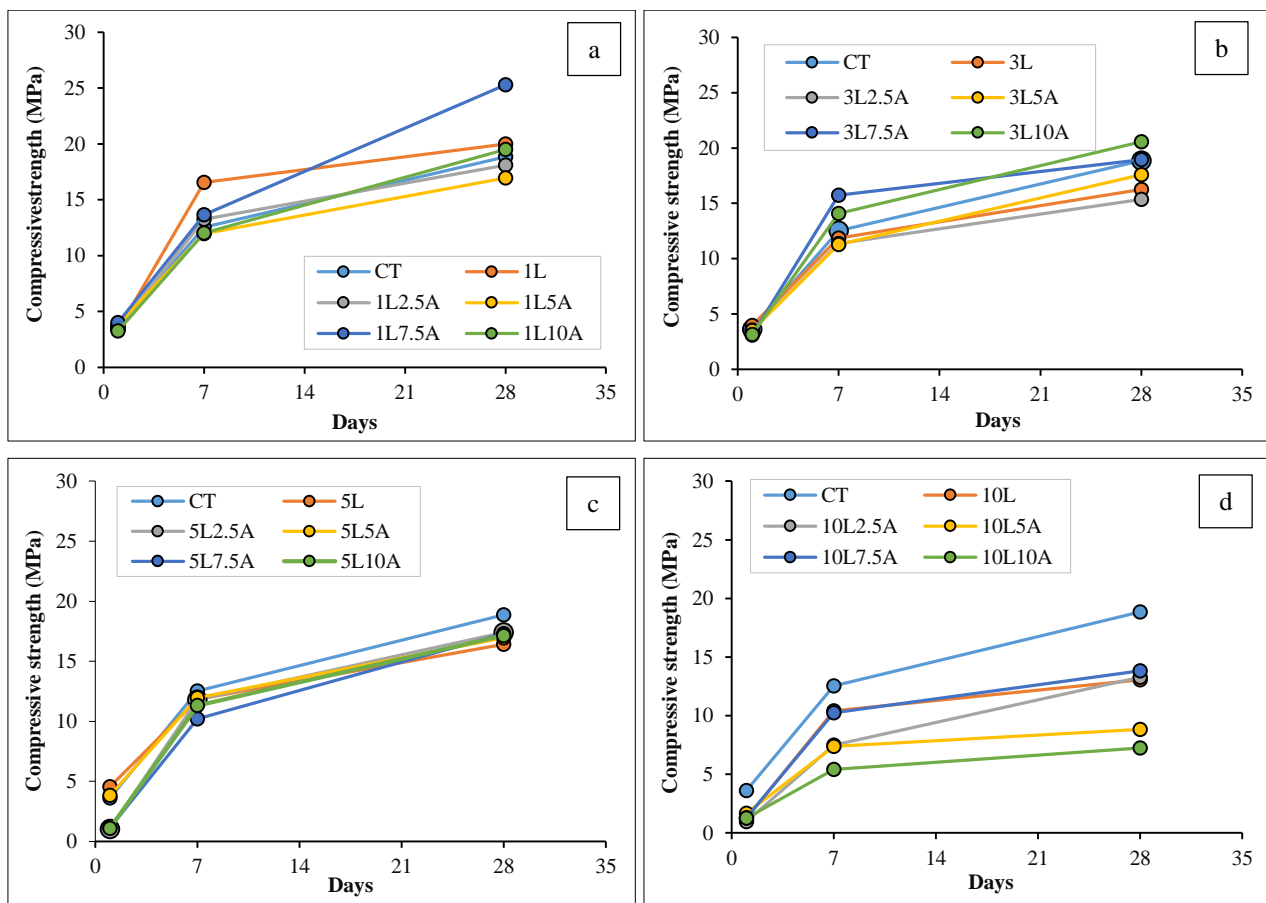 a
Compressivestrength (MPa)
30
25
20
15
10
5
0
CT 1L
1L2.5A 1L5A
1L7.5A 1L10A
0 7 14 21 28 35
Days
b
Compressive strength (MPa)
30
25
20
15
10
5
0
CT 3L
3L2.5A 3L5A
3L7.5A 3L10A
0 7 14 21 28 35
Days
c
Compressive strength (MPa)
30
25
20
15
10
5
0
CT 5L
5L2.5A 5L5A
5L7.5A 5L10A
0 7 14 21 28 35
Days
d
Compressive strength (MPa)
30
25
20
15
10
5
0
CT 10L
10L2.5A 10L5A
10L7.5A 10L10A
0 7 14 21 28 35
Days